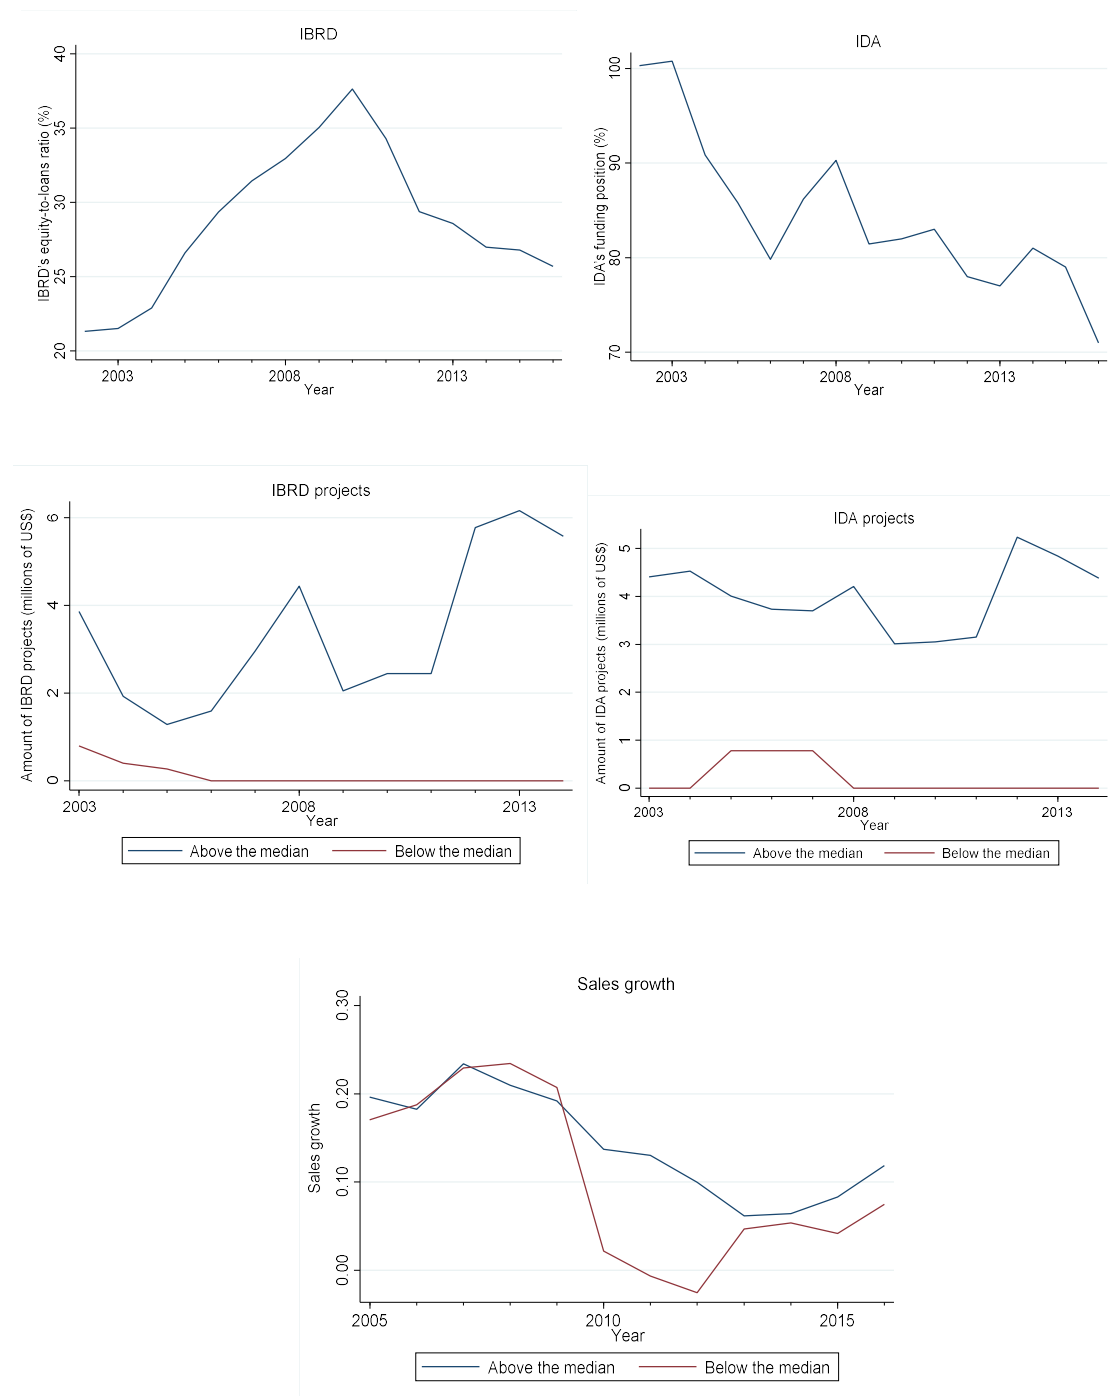 IBRD
IBRD's equity-to-loans ratio (%)
40
35
30
25
20
2003 2008 2013
Year
IDA
IDA's funding position (%)
100
90
80
70
2003 2008 2013
Year
IBRD projects
Amount of IBRD projects (millions of US$)
6
4
2
0
2003 2008 2013
Year
Above the median Below the median
IDA projects
Amount of IDA projects (millions of US$)
5
4
3
2
1
0
2003 2008 2013
Year
Above the median Below the median
Sales growth
Sales growth
0.30
0.20
0.10
0.00
2005 2010 2015
Year
Above the median Below the median